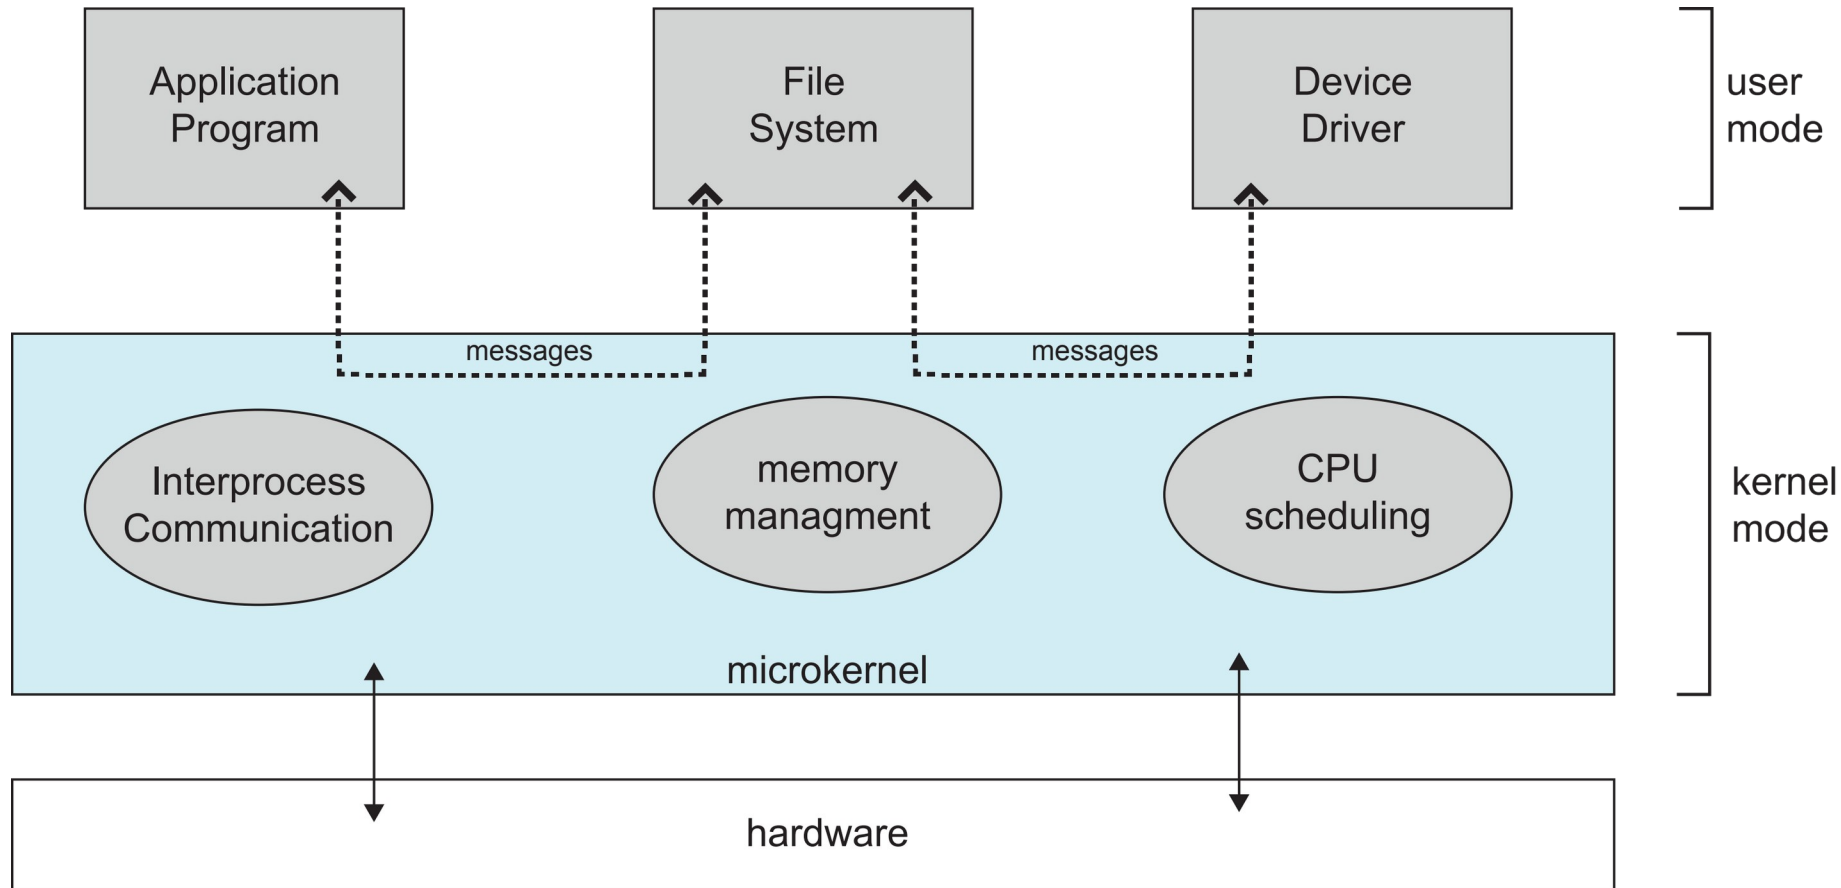 Application
Program
File
System
Device
Driver
user
mode
messages
messages
Interprocess
Communication
memory
managment
CPU
scheduling
kernel
mode
microkernel
hardware